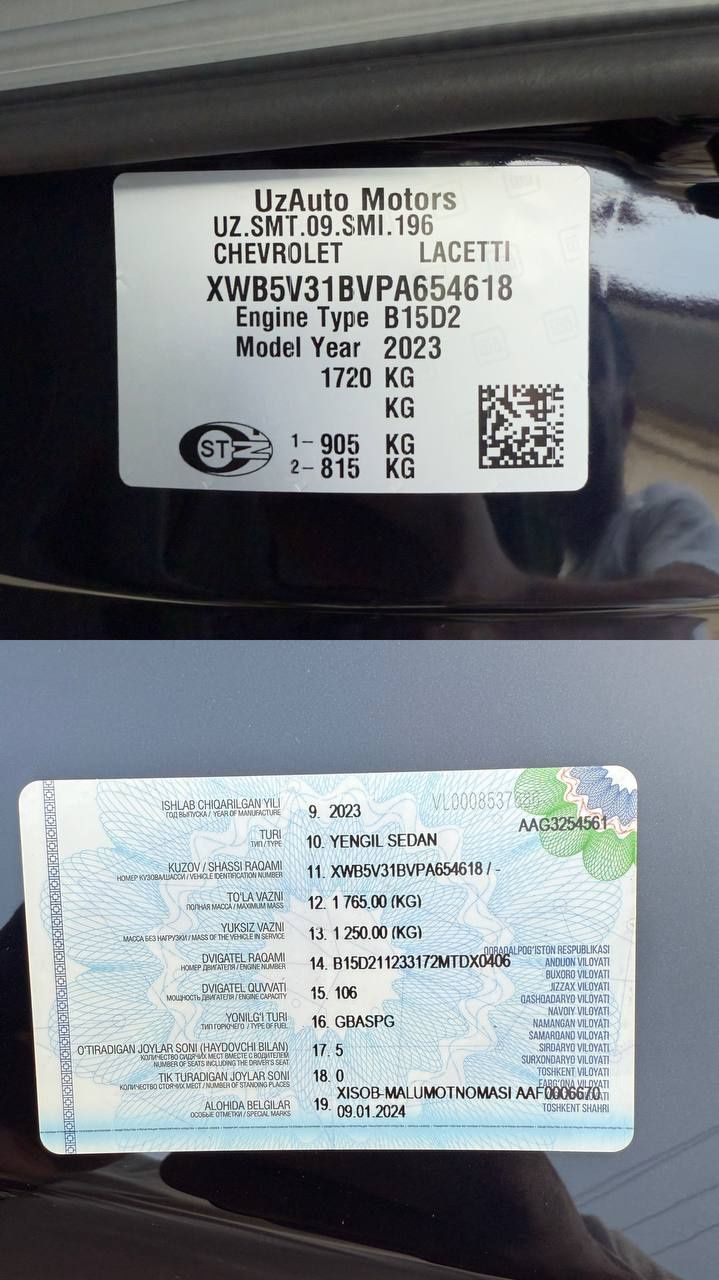 UzAuto Motors
UZ.SMT.09.SMI.196
CHEVROLET LACETTI
XWB5V31BVPA654618
Engine Type B15D2
Model Year 2023
1720 KG
KG
ST
1- 905 KG
2- 815 KG
AAG3254561
ISHLAB CHIQARILGAN YILI
ГОД ВЫПУСКА / YEAR OF MANUFACTURE
9. 2023
TURI
ТИП / TYPE
10. YENGIL SEDAN
KUZOV / SHASSI RAQAMI
НОМЕР КУЗОВА/ШАССИ / VEHICLE IDENTIFICATION NUMBER
11. XWB5V31BVPA654618 / -
TO'LA VAZNI
ПОЛНАЯ МАССА / MAXIMUM MASS
12. 1 765.00 (KG)
YUKSIZ VAZNI
МАССА БЕЗ НАГРУЗКИ / MASS OF THE VEHICLE IN SERVICE
13. 1 250.00 (KG)
DVIGATEL RAQAMI
НОМЕР ДВИГАТЕЛЯ / ENGINE NUMBER
14. B15D211233172MTDX0406
DVIGATEL QUVVATI
МОЩНОСТЬ ДВИГАТЕЛЯ / ENGINE CAPACITY
15. 106
YONILG'I TURI
ТИП ГОРЮЧЕГО / TYPE OF FUEL
16. GBASPG
O'TIRADIGAN JOYLAR SONI (HAYDOVCHI BILAN)
КОЛИЧЕСТВО СИДЯЧИХ МЕСТ ВМЕСТЕ С ВОДИТЕЛЕМ
NUMBER OF SEATS INCLUDING THE DRIVER'S SEAT
17. 5
TIK TURADIGAN JOYLAR SONI
КОЛИЧЕСТВО СТОЯЧИХ МЕСТ / NUMBER OF STANDING PLACES
18. 0
ALOHIDA BELGILAR
ОСОБЫЕ ОТМЕТКИ / SPECIAL MARKS
19. XISOB-MALUMOTNOMASI AAF0006670
09.01.2024
QORAQALPOG'ISTON RESPUBLIKASI
ANDIJON VILOYATI
BUXORO VILOYATI
JIZZAX VILOYATI
QASHQADARYO VILOYATI
NAVOIY VILOYATI
NAMANGAN VILOYATI
SAMARQAND VILOYATI
SIRDARYO VILOYATI
SURXONDARYO VILOYATI
TOSHKENT VILOYATI
FARG'ONA VILOYATI
TOSHKENT SHAHRI